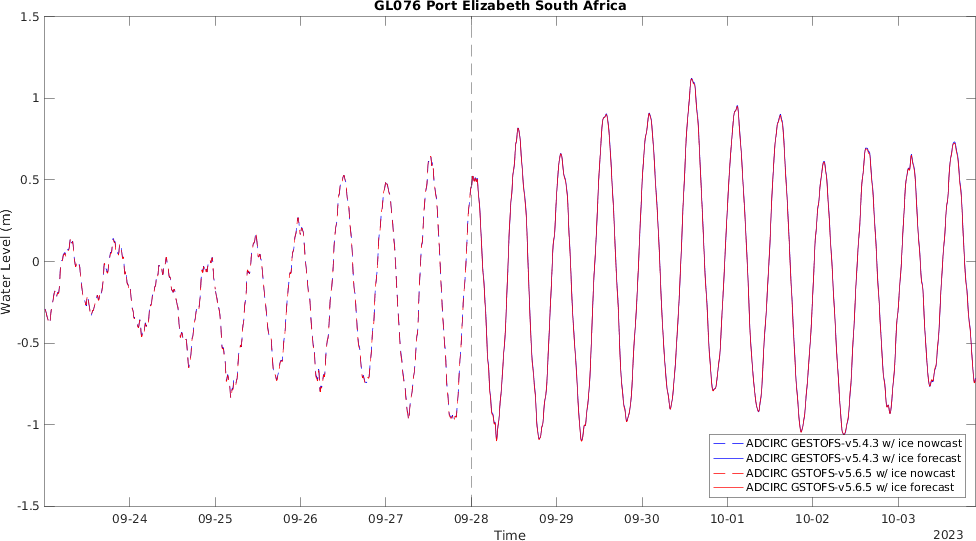 GL076 Port Elizabeth South Africa
1.5
1
0.5
0
-0.5
-1
-1.5
Water Level (m)
ADCIRC GESTOFS-v5.4.3 w/ ice nowcast
ADCIRC GESTOFS-v5.4.3 w/ ice forecast
ADCIRC GSTOFS-v5.6.5 w/ ice nowcast
ADCIRC GSTOFS-v5.6.5 w/ ice forecast
09-24 09-25 09-26 09-27 09-28 09-29 09-30 10-01 10-02 10-03
Time
2023